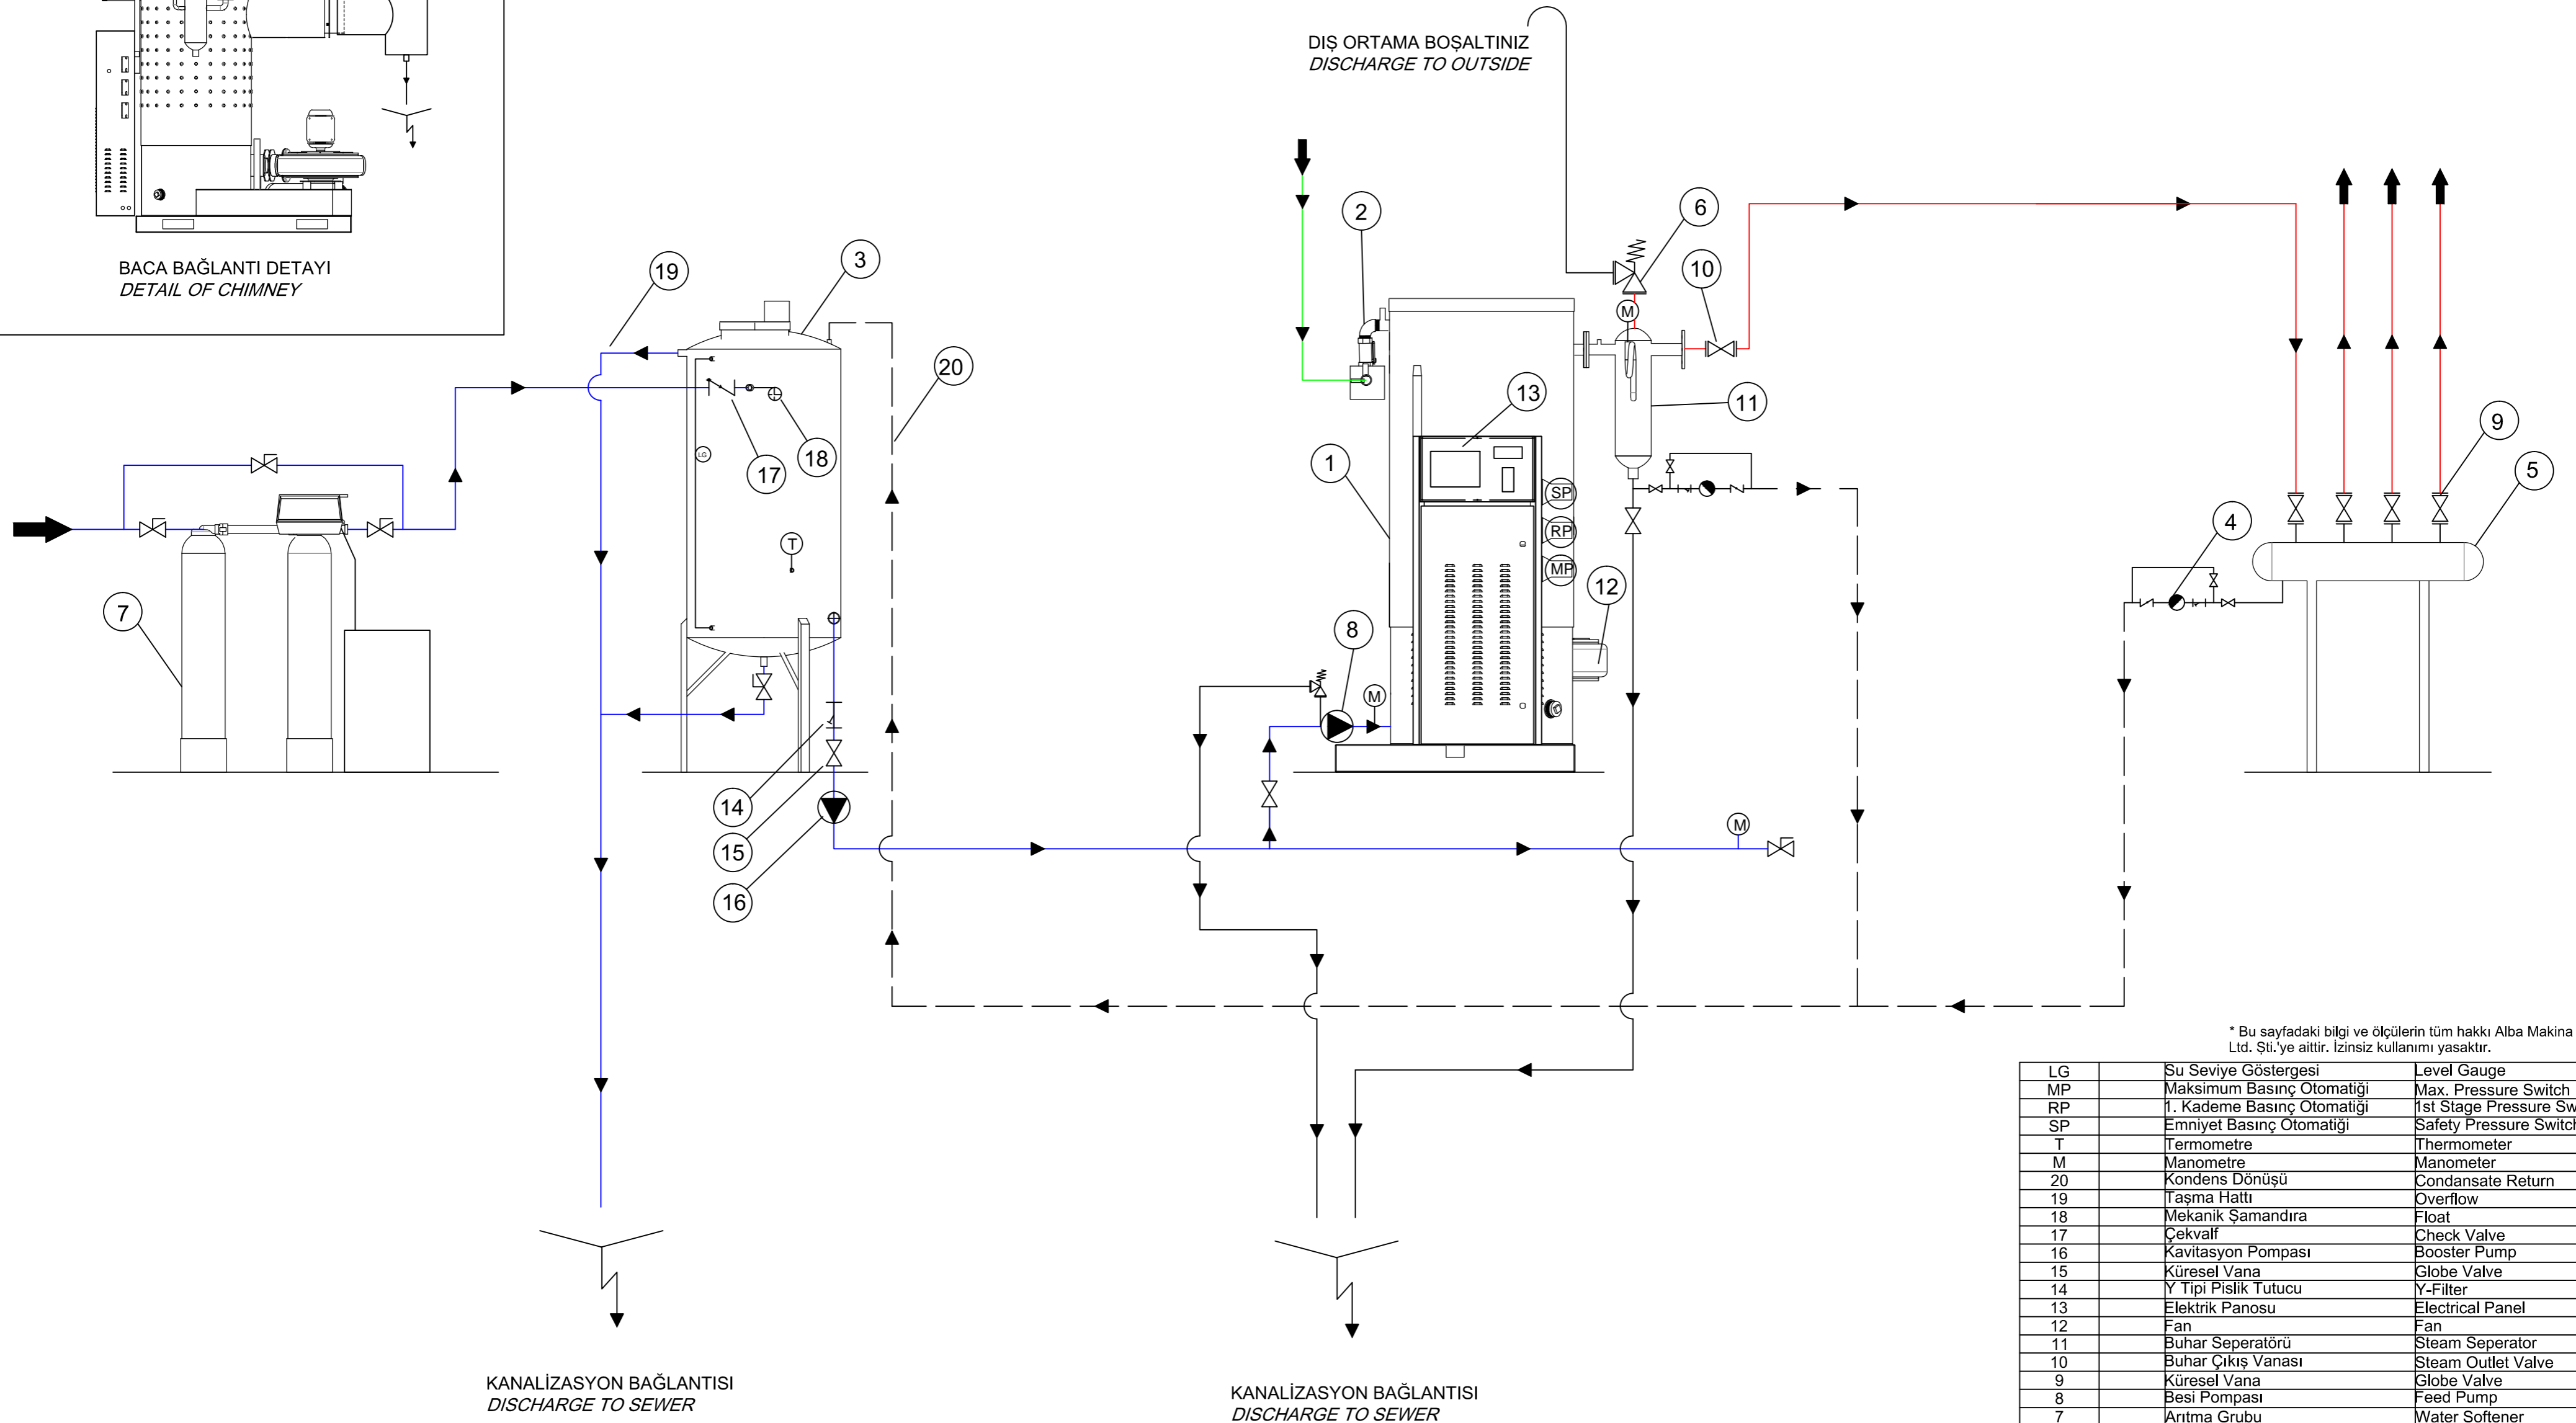 DIŞ ORTAMA BOŞALTINIZ
DISCHARGE TO OUTSIDE
BACA BAĞLANTI DETAYI
DETAIL OF CHIMNEY
19
3
2
6
10
20
13
11
17
18
LG
1
9
5
SP
RP
MP
4
T
M
12
7
8
M
14
15
16
M
* Bu sayfadaki bilgi ve ölçülerin tüm hakkı Alba Makina
Ltd. Şti.'ye aittir. İzinsiz kullanımı yasaktır.
LG Su Seviye Göstergesi Level Gauge
MP Maksimum Basınç Otomatiği Max. Pressure Switch
RP 1. Kademe Basınç Otomatiği 1st Stage Pressure Sw
SP Emniyet Basınç Otomatiği Safety Pressure Switch
T Termometre Thermometer
M Manometre Manometer
20 Kondens Dönüşü Condansate Return
19 Taşma Hattı Overflow
18 Mekanik Şamandıra Float
17 Çekvalf Check Valve
16 Kavitasyon Pompası Booster Pump
15 Küresel Vana Globe Valve
14 Y Tipi Pislik Tutucu Y-Filter
13 Elektrik Panosu Electrical Panel
12 Fan Fan
11 Buhar Seperatörü Steam Seperator
10 Buhar Çıkış Vanası Steam Outlet Valve
9 Küresel Vana Globe Valve
8 Besi Pompası Feed Pump
7 Arıtma Grubu Water Softener
KANALİZASYON BAĞLANTISI
DISCHARGE TO SEWER
KANALİZASYON BAĞLANTISI
DISCHARGE TO SEWER